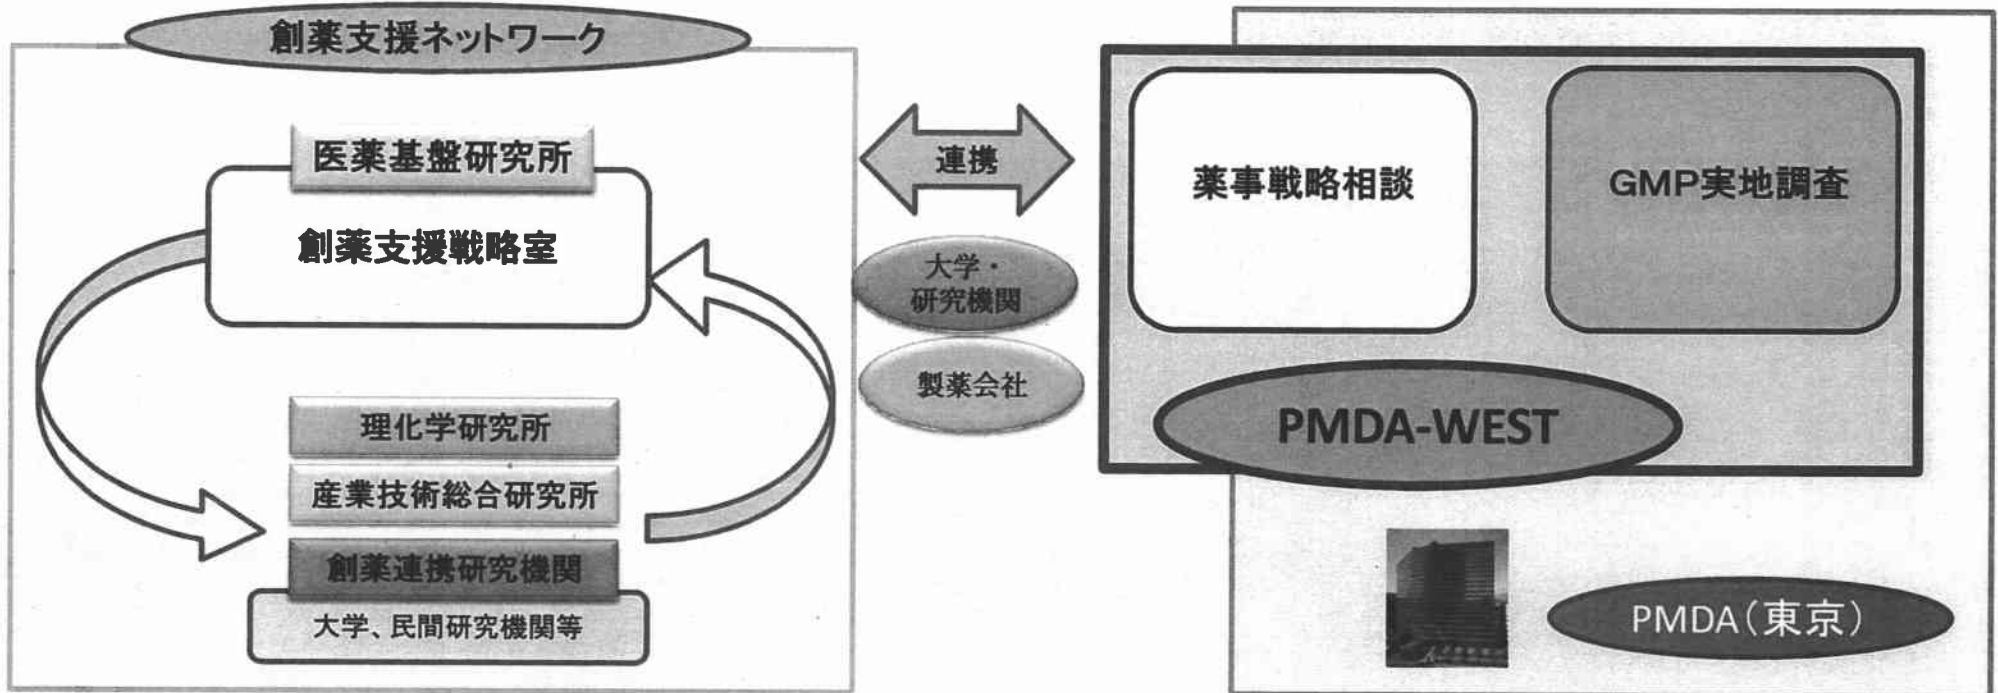 創薬支援ネットワーク
医薬基盤研究所
創薬支援戦略室
理化学研究所
産業技術総合研究所
創薬連携研究機関
大学、民間研究機関等
連携
大学・
研究機関
製薬会社
薬事戦略相談
GMP実地調査
PMDA-WEST
PMDA(東京)